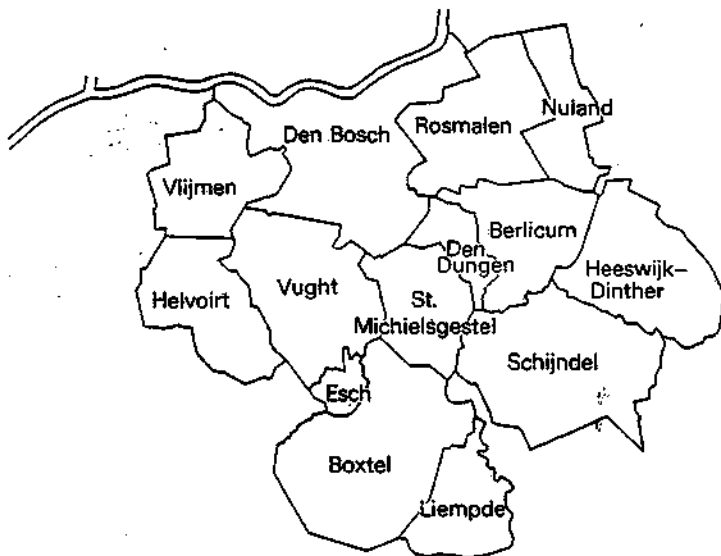 Nuland
Rosmalen
Den Bosch
Vlijmen
Berlicum
Den
Dungen
Heeswijk-
Dinther
Helvoirt
Vught
St.
Michielsgestel
Schijndel
Esch
Boxtel
Liempde